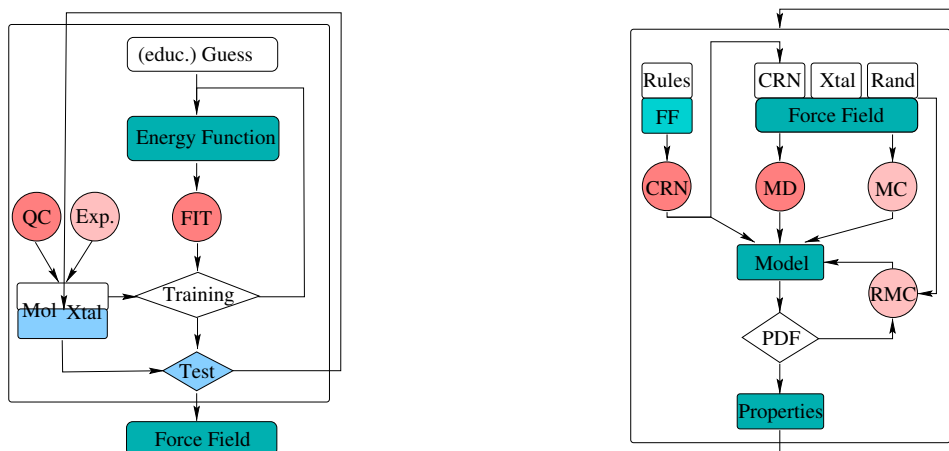 (educ.) Guess
Energy Function
QC
Exp.
FIT
Mol
Xtal
Training
Test
Force Field
Rules
CRN
Xtal
Rand
FF
Force Field
CRN
MD
MC
Model
RMC
PDF
Properties